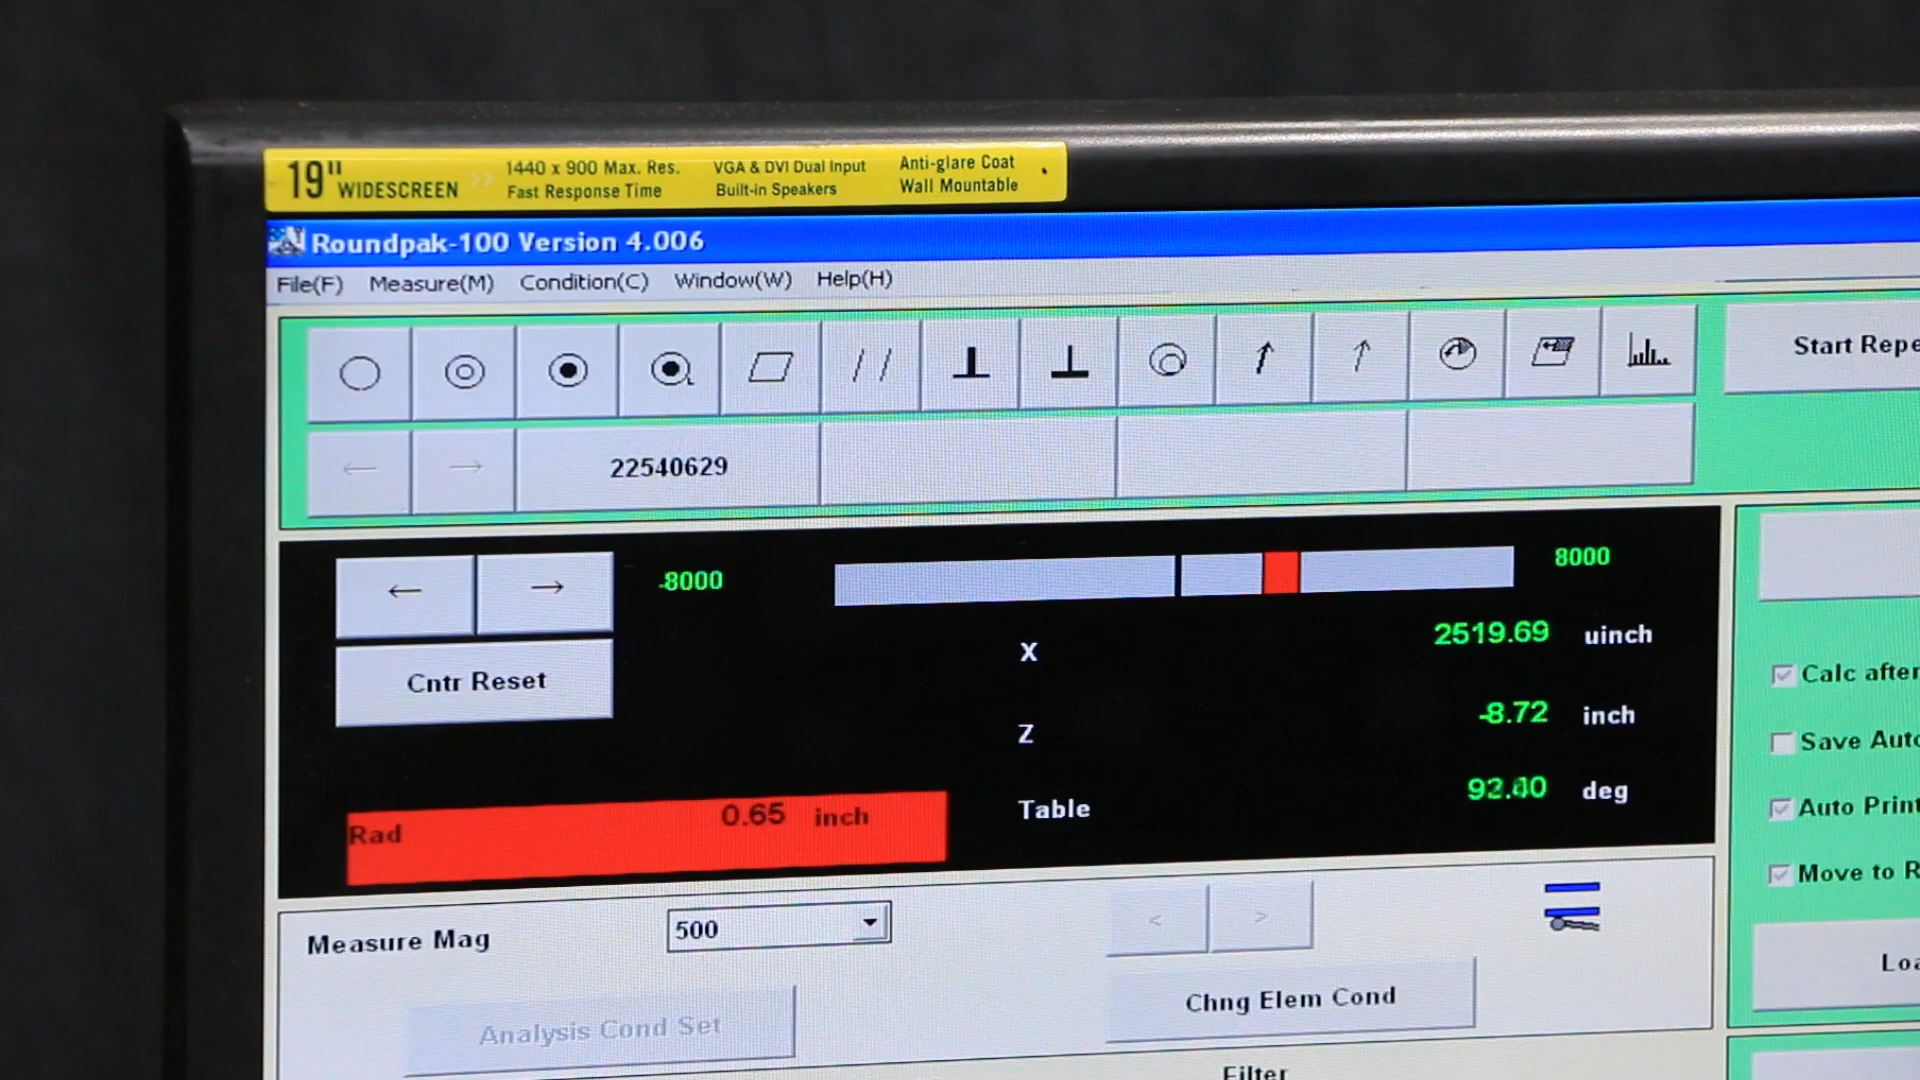 19" WIDESCREEN
1440 x 900 Max. Res.
Fast Response Time
VGA & DVI Dual Input
Built-in Speakers
Anti-glare Coat
Wall Mountable
Roundpak-100 Version 4.006
File(F) Measure(M) Condition(C) Window(W) Help(H)
Start Repe
22540629
-8000
8000
X 2519.69 uinch
Cntr Reset
Z -8.72 inch
Rad 0.65 inch
Table deg
Calc after
Save Auto
Auto Print
Move to R
Measure Mag 500
< >
Loa
Analysis Cond Set
Chng Elem Cond
Filter